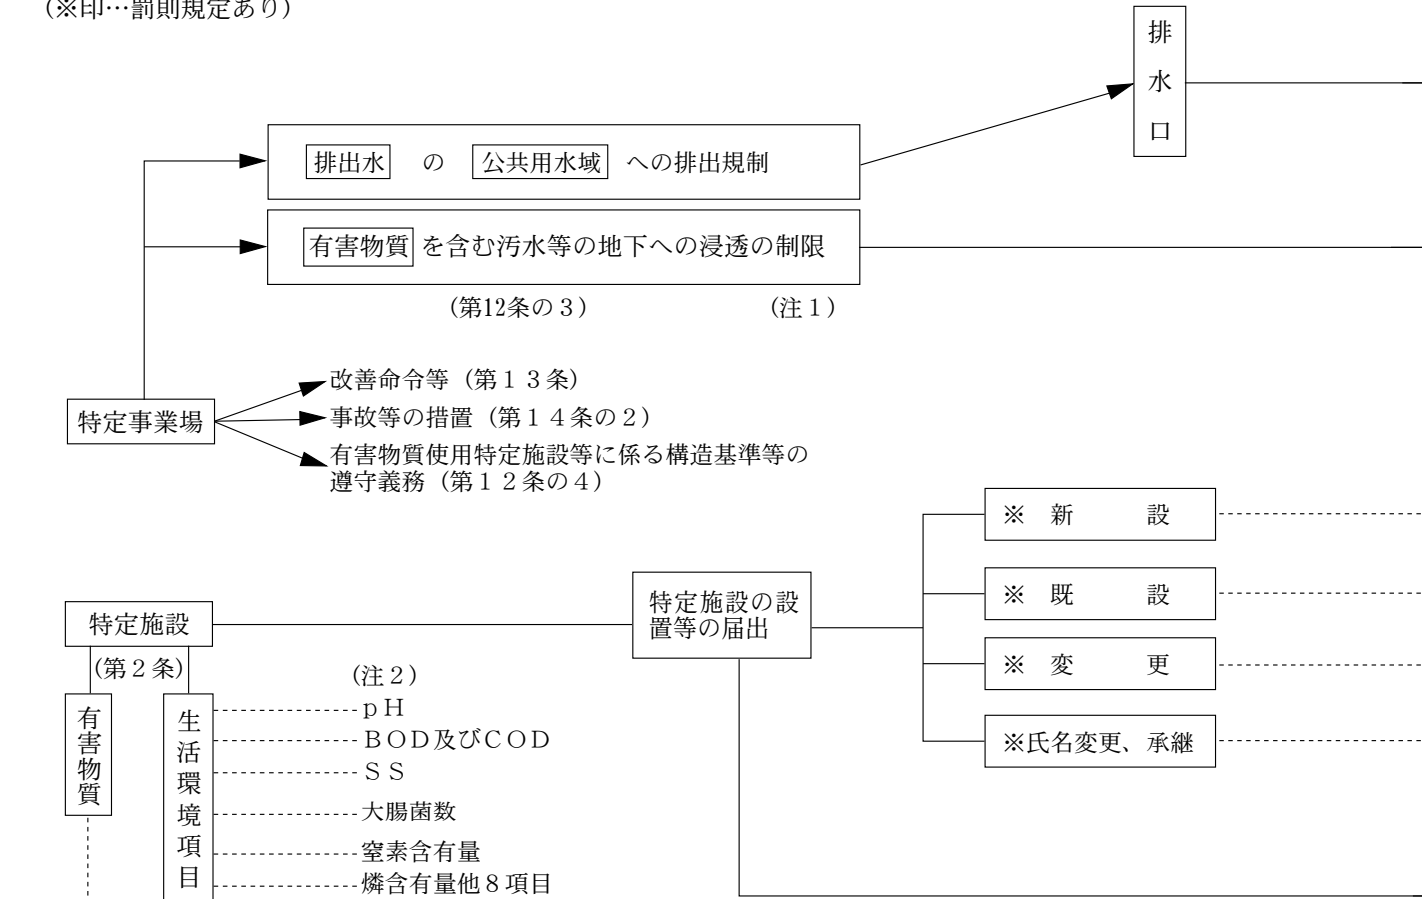 （※印…罰則規定あり）
排水口
排出水 の 公共用水域 への排出規制
有害物質 を含む汚水等の地下への浸透の制限
（第12条の３） （注１）
改善命令等（第１３条）
特定事業場
事故等の措置（第１４条の２）
有害物質使用特定施設等に係る構造基準等の
遵守義務（第１２条の４）
※ 新 設
※ 既 設
※ 変 更
※氏名変更、承継
特定施設の設
置等の届出
特定施設
（第２条）
（注２）
有害物質
生活環境項目
ｐＨ
ＢＯＤ及びＣＯＤ
ＳＳ
大腸菌数
窒素含有量
燐含有量他８項目